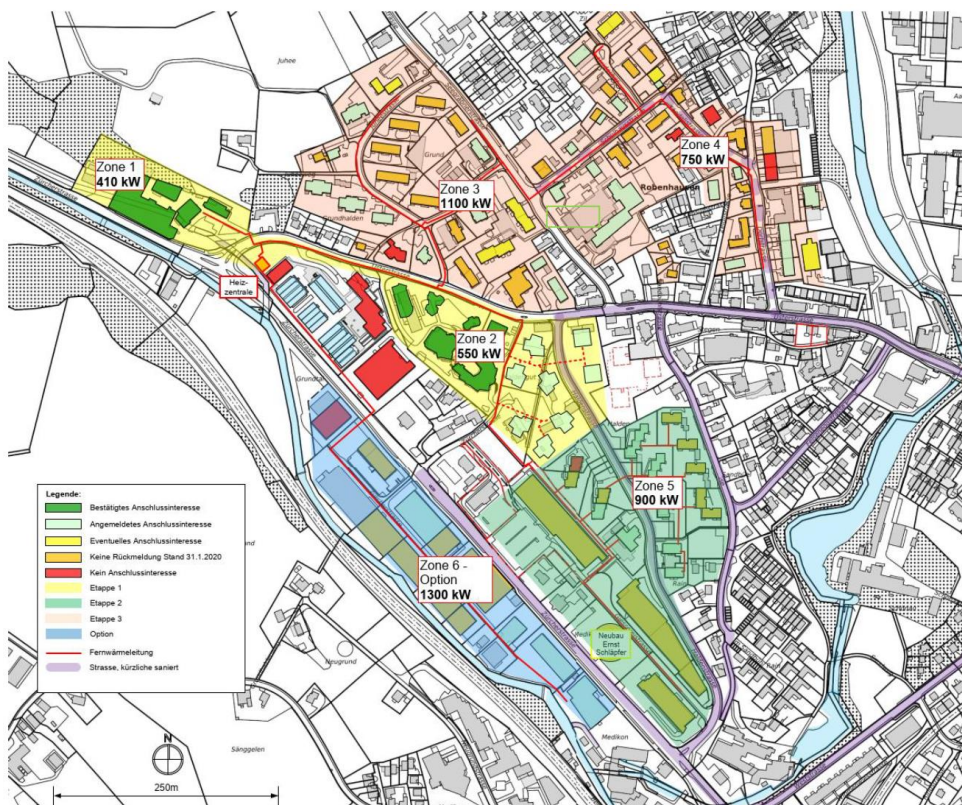 Juhee
Zone 1
410 kW
Grund
Zone 3
1100 kW
Zone 4
750 kW
Robenhausen
Grundhalden
Heiz-
zentrale
Zone 2
550 kW
Halden
Zone 5
900 kW
Zone 6 -
Option
1300 kW
Neubau
Ernst
Schläpfer
Rain
Neugrund
Medikon
Sänggelen
Legende:
Bestätigtes Anschlussinteresse
Angemeldetes Anschlussinteresse
Eventuelles Anschlussinteresse
Keine Rückmeldung Stand 31.1.2020
Kein Anschlussinteresse
Etappe 1
Etappe 2
Etappe 3
Option
Fernwärmeleitung
Strasse, kürzliche saniert
N
250m